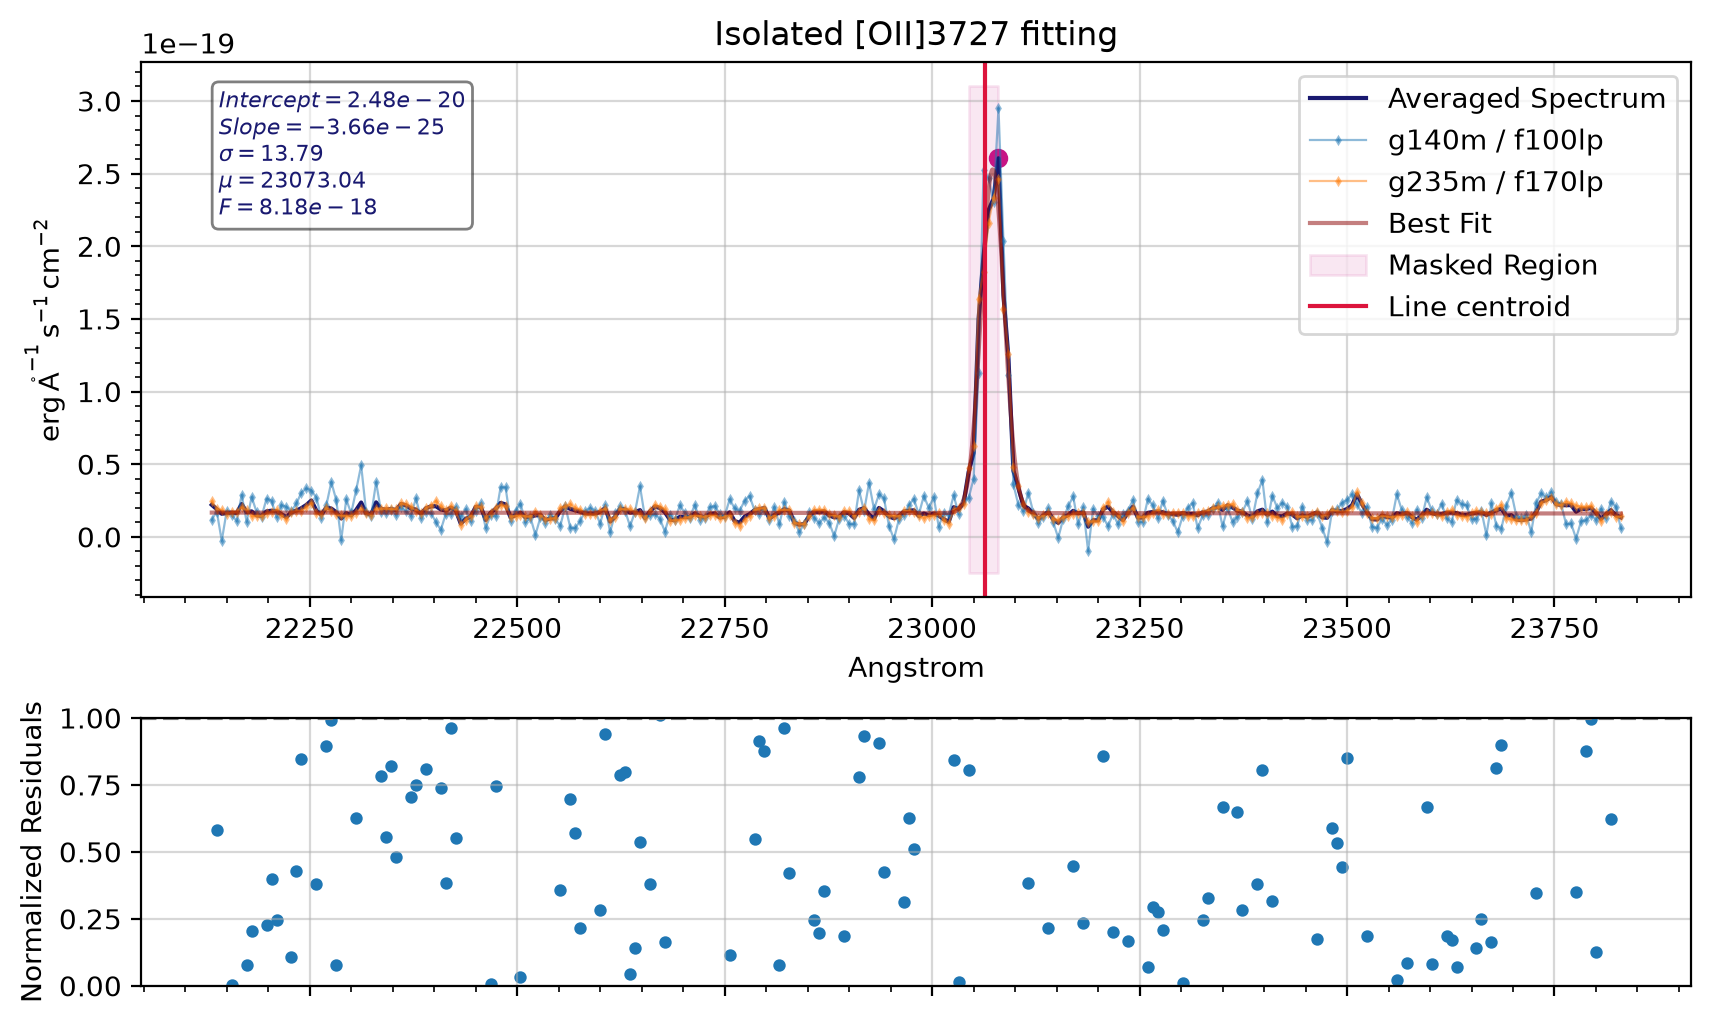 Isolated [OII]3727 fitting
1e−19
Intercept = 2.48e − 20
Slope = −3.66e − 25
σ = 13.79
μ = 23073.04
F = 8.18e − 18
Averaged Spectrum
g140m / f100lp
g235m / f170lp
Best Fit
Masked Region
Line centroid
erg Å⁻¹ s⁻¹ cm⁻²
3.0
2.5
2.0
1.5
1.0
0.5
0.0
22250 22500 22750 23000 23250 23500 23750
Angstrom
Normalized Residuals
1.00
0.75
0.50
0.25
0.00